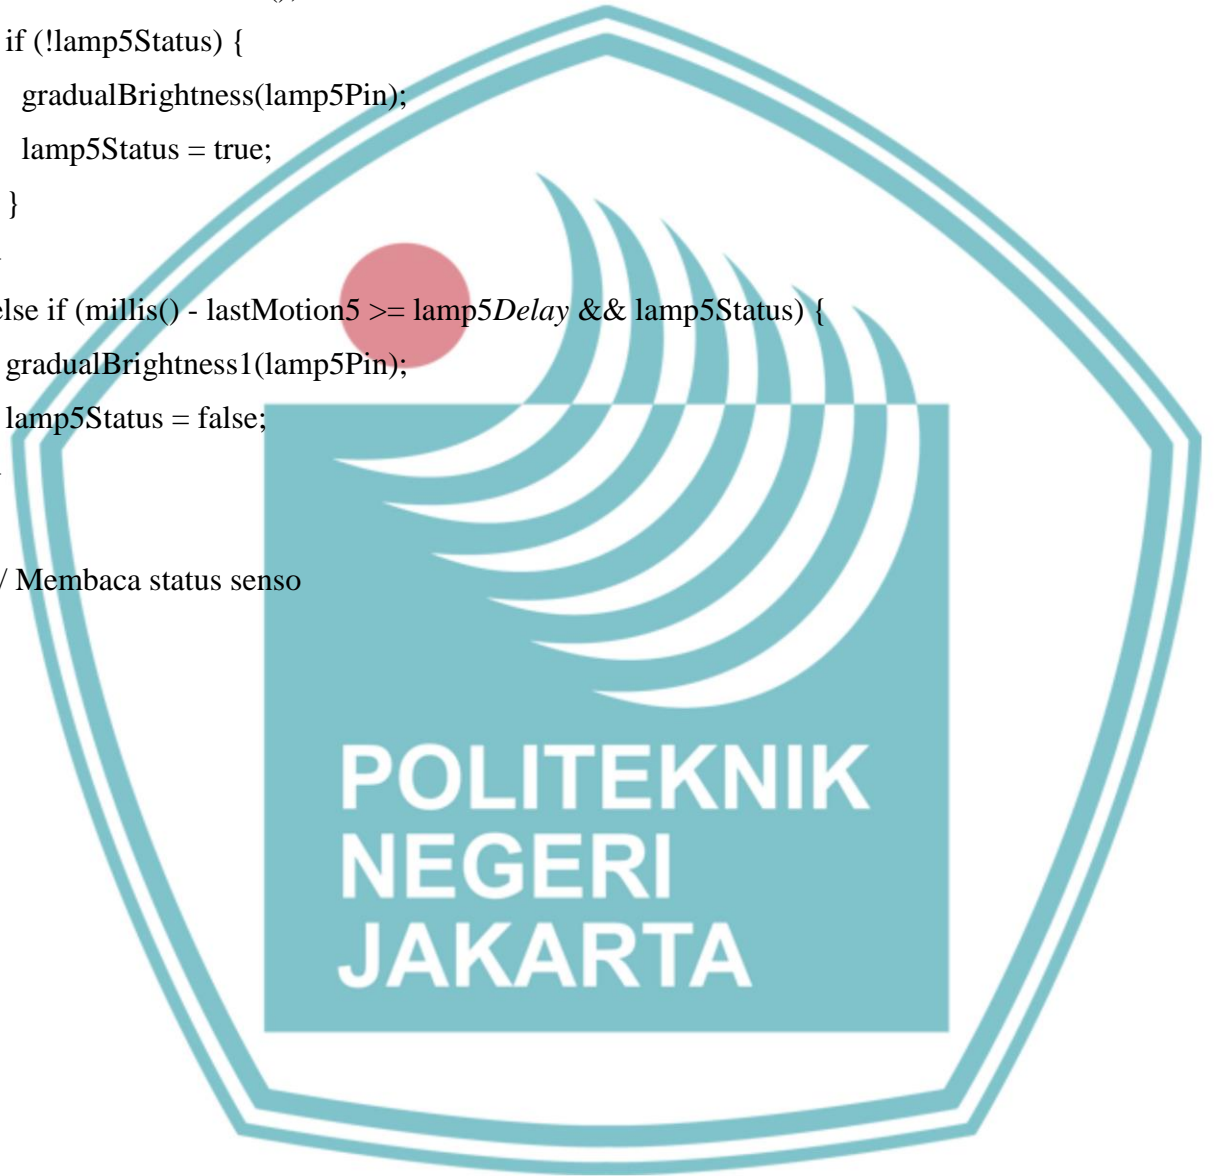 if (!lamp5Status) {
gradualBrightness(lamp5Pin);
lamp5Status = true;
}
else if (millis() - lastMotion5 >= lamp5Delay && lamp5Status) {
gradualBrightness1(lamp5Pin);
lamp5Status = false;
/ Membaca status senso
POLITEKNIK
NEGERI
JAKARTA